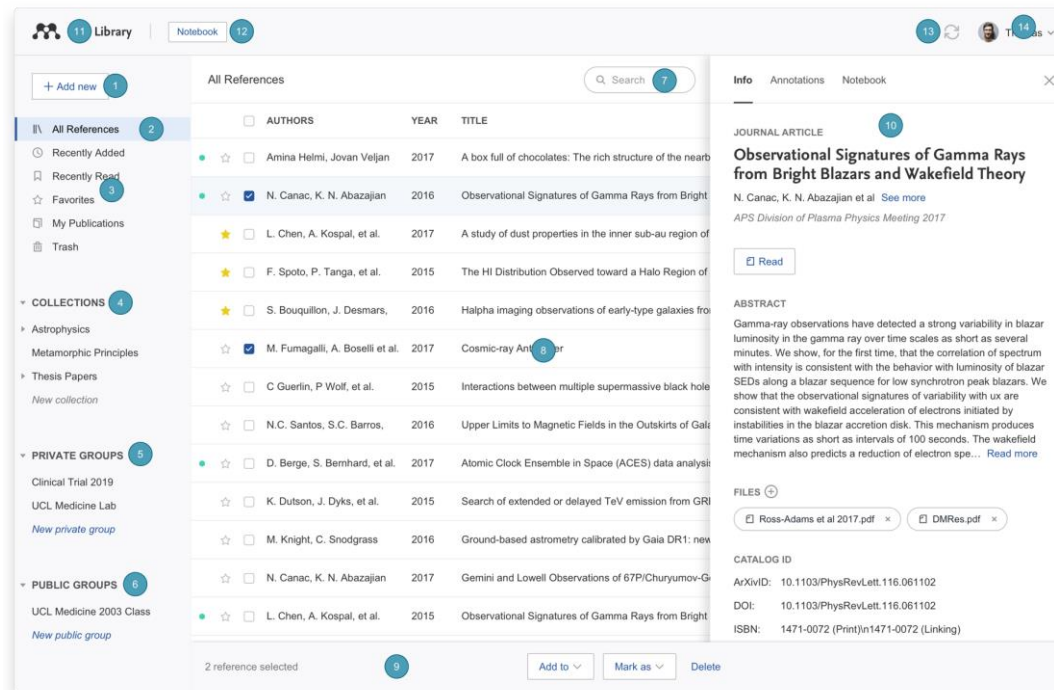 11 Library Notebook 12 13 14
+ Add new 1
All References 2
Recently Added
Recently Read
3
Favorites
My Publications
Trash
COLLECTIONS 4
Astrophysics
Metamorphic Principles
Thesis Papers
New collection
PRIVATE GROUPS 5
Clinical Trial 2019
UCL Medicine Lab
New private group
PUBLIC GROUPS 6
UCL Medicine 2003 Class
New public group
All References Search 7
AUTHORS YEAR TITLE
Amina Helmi, Jovan Veljan 2017 A box full of chocolates: The rich structure of the nearb
N. Canac, K. N. Abazajian 2016 Observational Signatures of Gamma Rays from Bright
L. Chen, A. Kospal, et al. 2017 A study of dust properties in the inner sub-au region of
F. Spoto, P. Tanga, et al. 2015 The HI Distribution Observed toward a Halo Region of
S. Bouquillon, J. Desmars, 2016 Halpha imaging observations of early-type galaxies fro
M. Fumagalli, A. Boselli et al. 2017 Cosmic-ray 8
C Guerlin, P Wolf, et al. 2015 Interactions between multiple supermassive black hole
N.C. Santos, S.C. Barros, 2016 Upper Limits to Magnetic Fields in the Outskirts of Gala
D. Berge, S. Bernhard, et al. 2017 Atomic Clock Ensemble in Space (ACES) data analysi
K. Dutson, J. Dyks, et al. 2015 Search of extended or delayed TeV emission from GR
M. Knight, C. Snodgrass 2016 Ground-based astrometry calibrated by Gaia DR1: new
N. Canac, K. N. Abazajian 2017 Gemini and Lowell Observations of 67P/Churyumov-G
L. Chen, A. Kospal, et al. 2015 Observational Signatures of Gamma Rays from Bright
2 reference selected 9 Add to Mark as Delete
Info Annotations Notebook
10
JOURNAL ARTICLE
Observational Signatures of Gamma Rays
from Bright Blazars and Wakefield Theory
N. Canac, K. N. Abazajian et al See more
APS Division of Plasma Physics Meeting 2017
Read
ABSTRACT
Gamma-ray observations have detected a strong variability in blazar
luminosity in the gamma ray over time scales as short as several
minutes. We show, for the first time, that the correlation of spectrum
with intensity is consistent with the behavior with luminosity of blazar
SEDs along a blazar sequence for low synchrotron peak blazars. We
show that the observational signatures of variability with ux are
consistent with wakefield acceleration of electrons initiated by
instabilities in the blazar accretion disk. This mechanism produces
time variations as short as intervals of 100 seconds. The wakefield
mechanism also predicts a reduction of electron spe... Read more
FILES
Ross-Adams et al 2017.pdf × DMRes.pdf ×
CATALOG ID
ArXivID: 10.1103/PhysRevLett.116.061102
DOI: 10.1103/PhysRevLett.116.061102
ISBN: 1471-0072 (Print)\n1471-0072 (Linking)